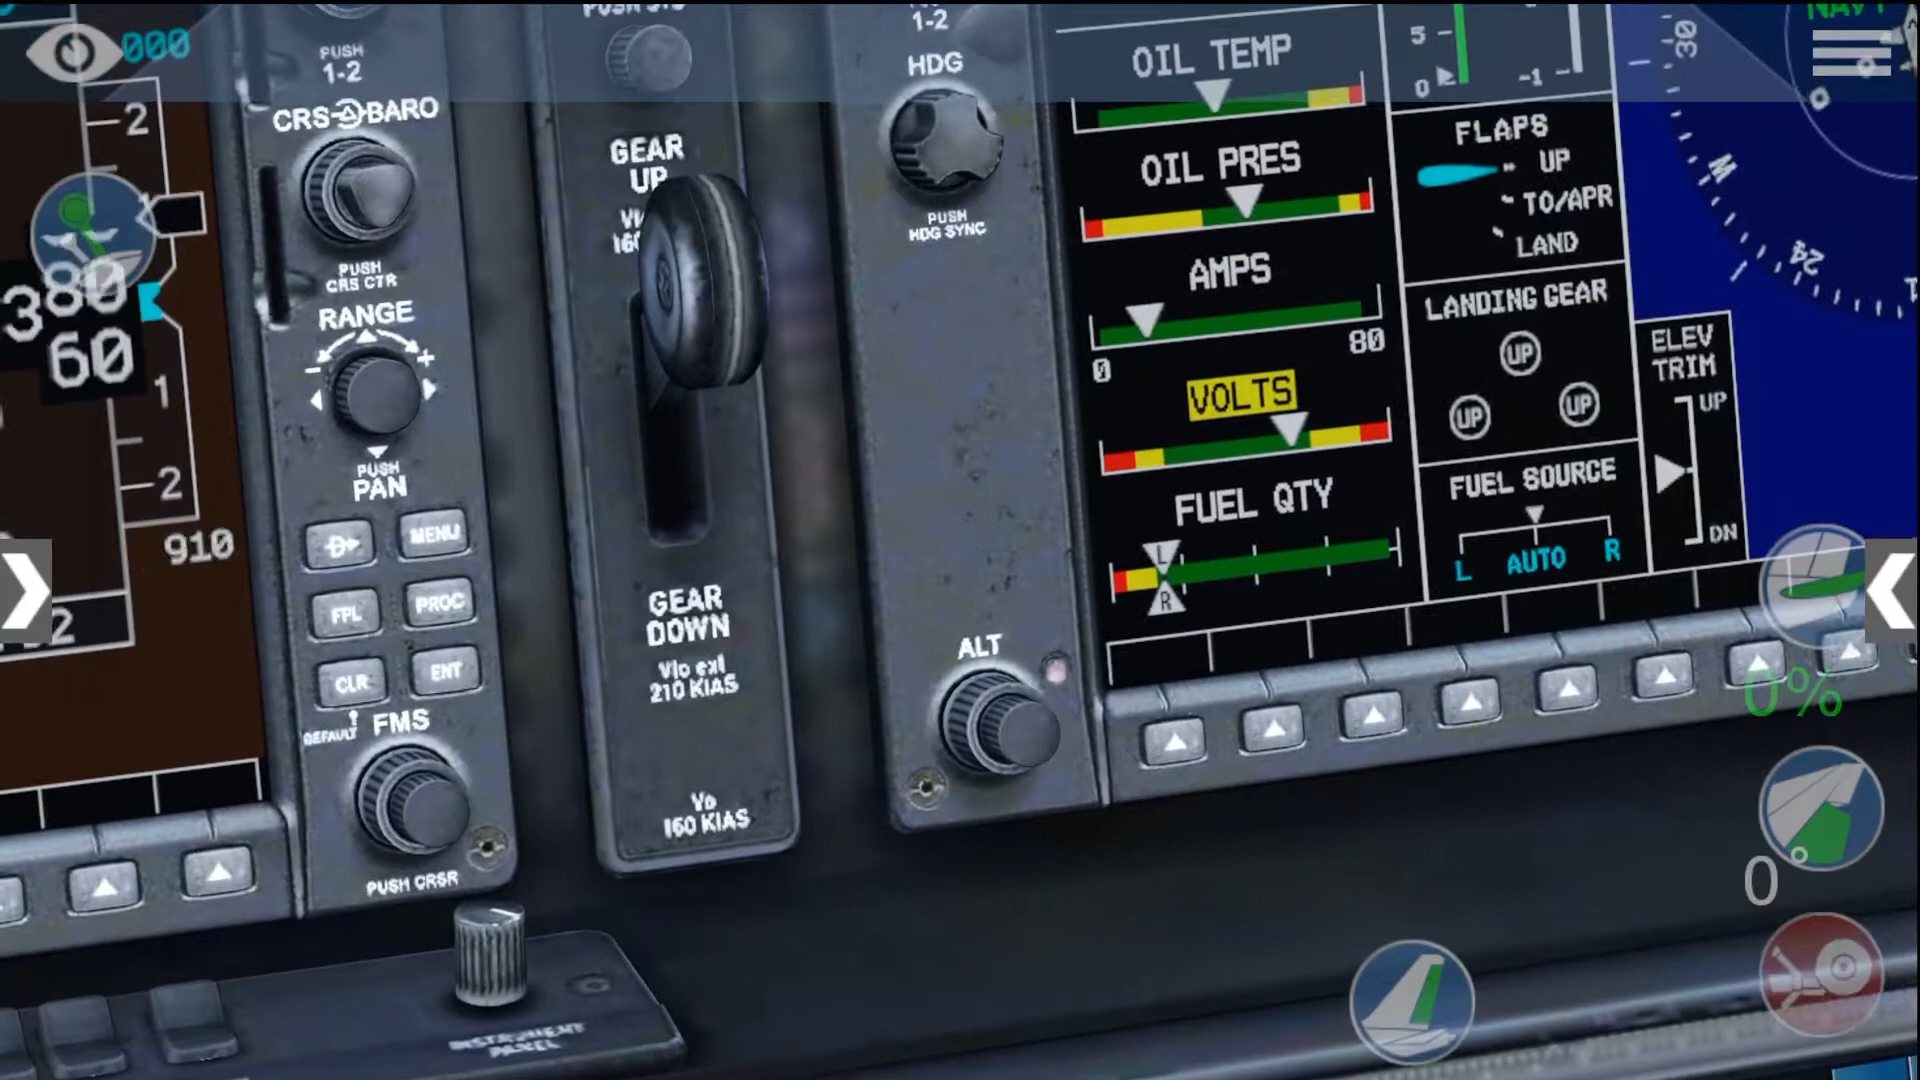 000
PUSH
1-2
CRS BARO
PUSH
CRS CTR
RANGE
- +
PUSH
PAN
MENU
FPL
PROC
CLR
ENT
DEFAULT
FMS
PUSH CRSR
2
1
2
910
380
60
2
INSTRUMENT
PANEL
GEAR
UP
GEAR
DOWN
Vlo ext
210 KIAS
Vo
160 KIAS
1-2
HDG
PUSH
HDG SYNC
ALT
OIL TEMP
OIL PRES
AMPS
0
80
VOLTS
FUEL QTY
L
R
5
0
-1
FLAPS
UP
TO/APR
LAND
LANDING GEAR
UP
UP
UP
FUEL SOURCE
L AUTO R
ELEV
TRIM
UP
DN
30
W
24
NAV1
0%
0°